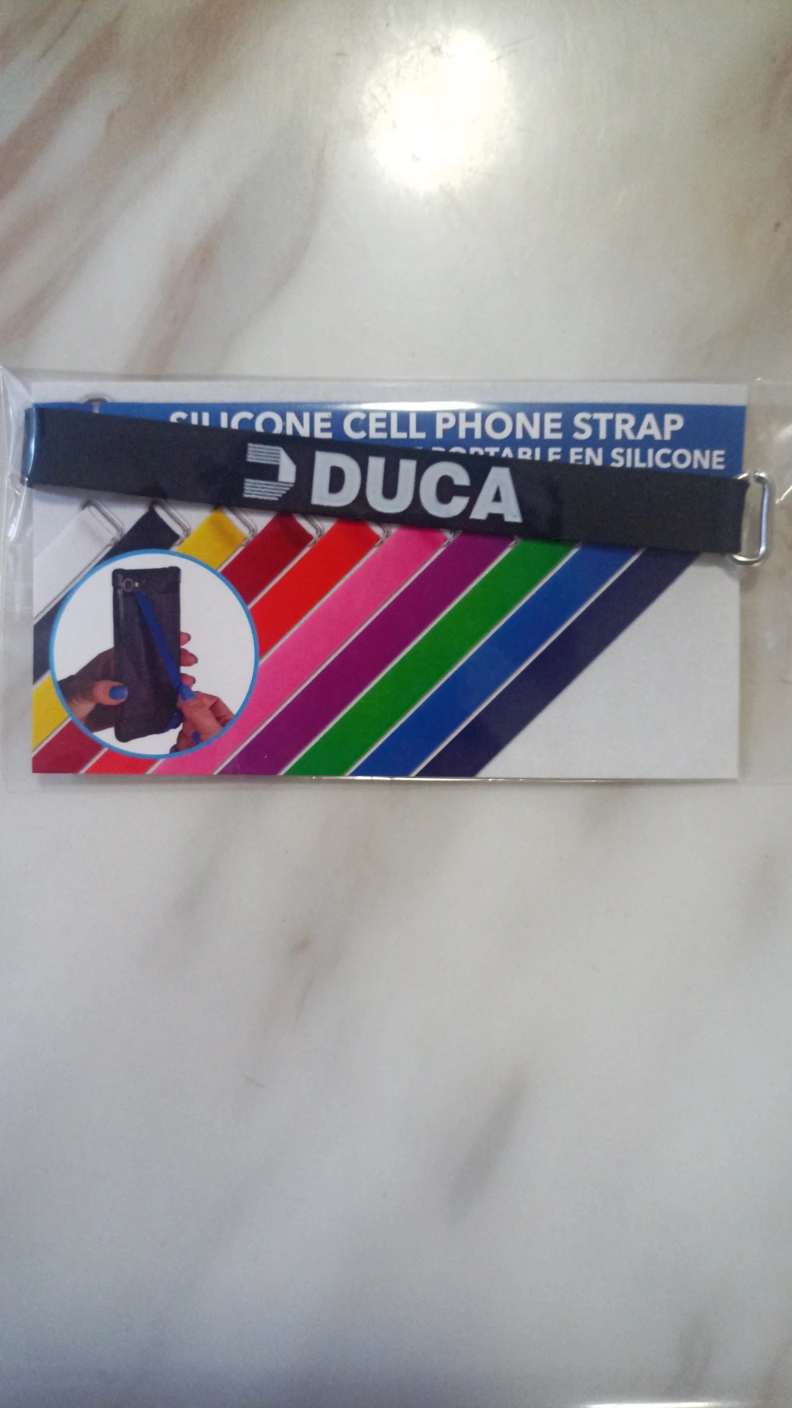 SILICONE CELL PHONE STRAP
PORTABLE EN SILICONE
DUCA